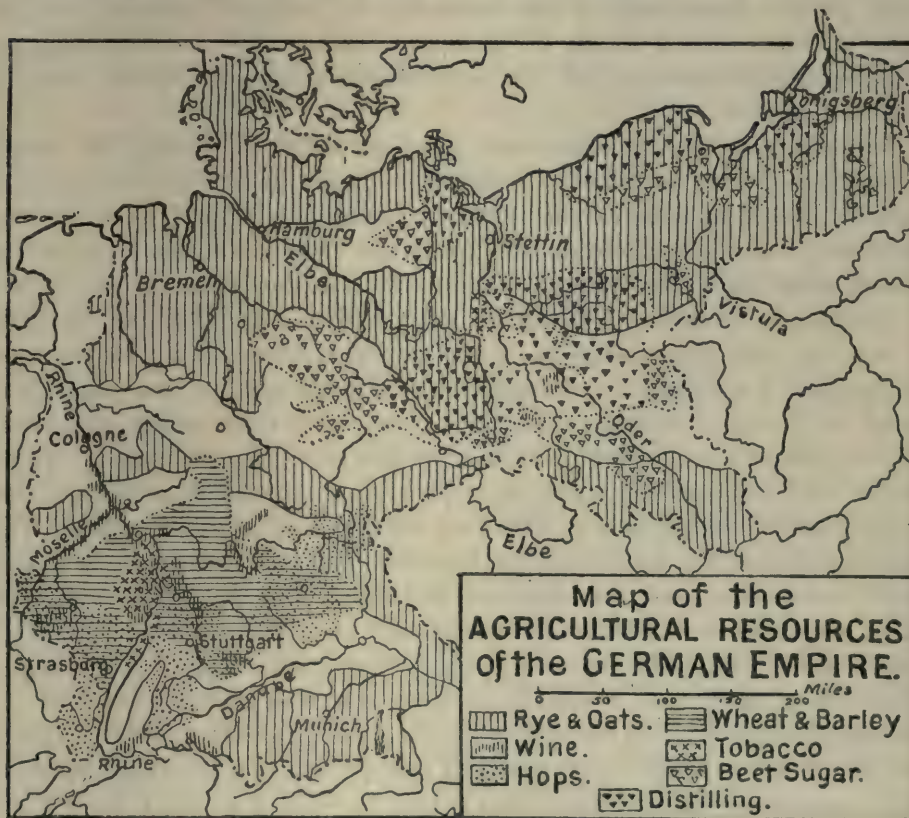 Königsberg
Hamburg
Stettin
Elbe
Bremen
Vistula
Rhine
Cologne
Oder
Moselle
Elbe
Stuttgart
Strasburg
Danube
Munich
Rhine
Map of the
AGRICULTURAL RESOURCES
of the GERMAN EMPIRE.
Miles
0 50 100 150 200
Rye & Oats. Wheat & Barley
Wine. Tobacco
Hops. Beet Sugar.
Distilling.